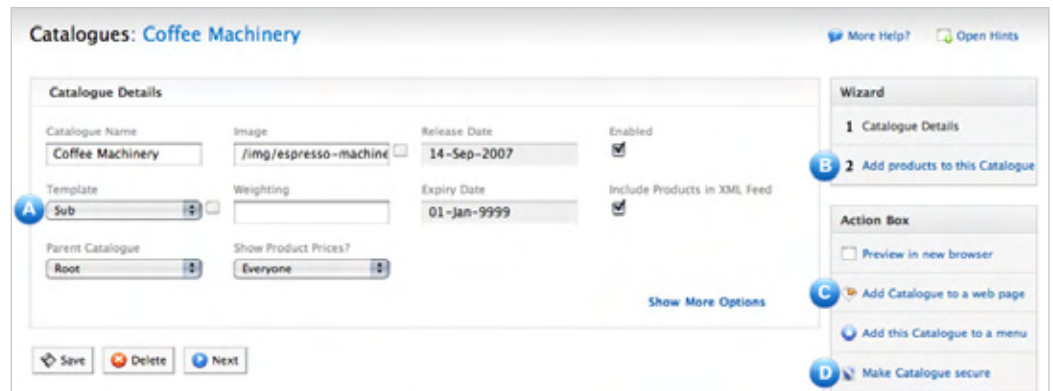 Catalogues: Coffee Machinery
More Help?
Open Hints
Catalogue Details
Catalogue Name
Image
Release Date
Enabled
Coffee Machinery
/img/espresso-machine
14-Sep-2007
Template
Weighting
Expiry Date
Include Products in XML Feed
A
Sub
01-Jan-9999
Parent Catalogue
Show Product Prices?
Root
Everyone
Show More Options
Save
Delete
Next
Wizard
1 Catalogue Details
B 2 Add products to this Catalogue
Action Box
Preview in new browser
C Add Catalogue to a web page
Add this Catalogue to a menu
D Make Catalogue secure